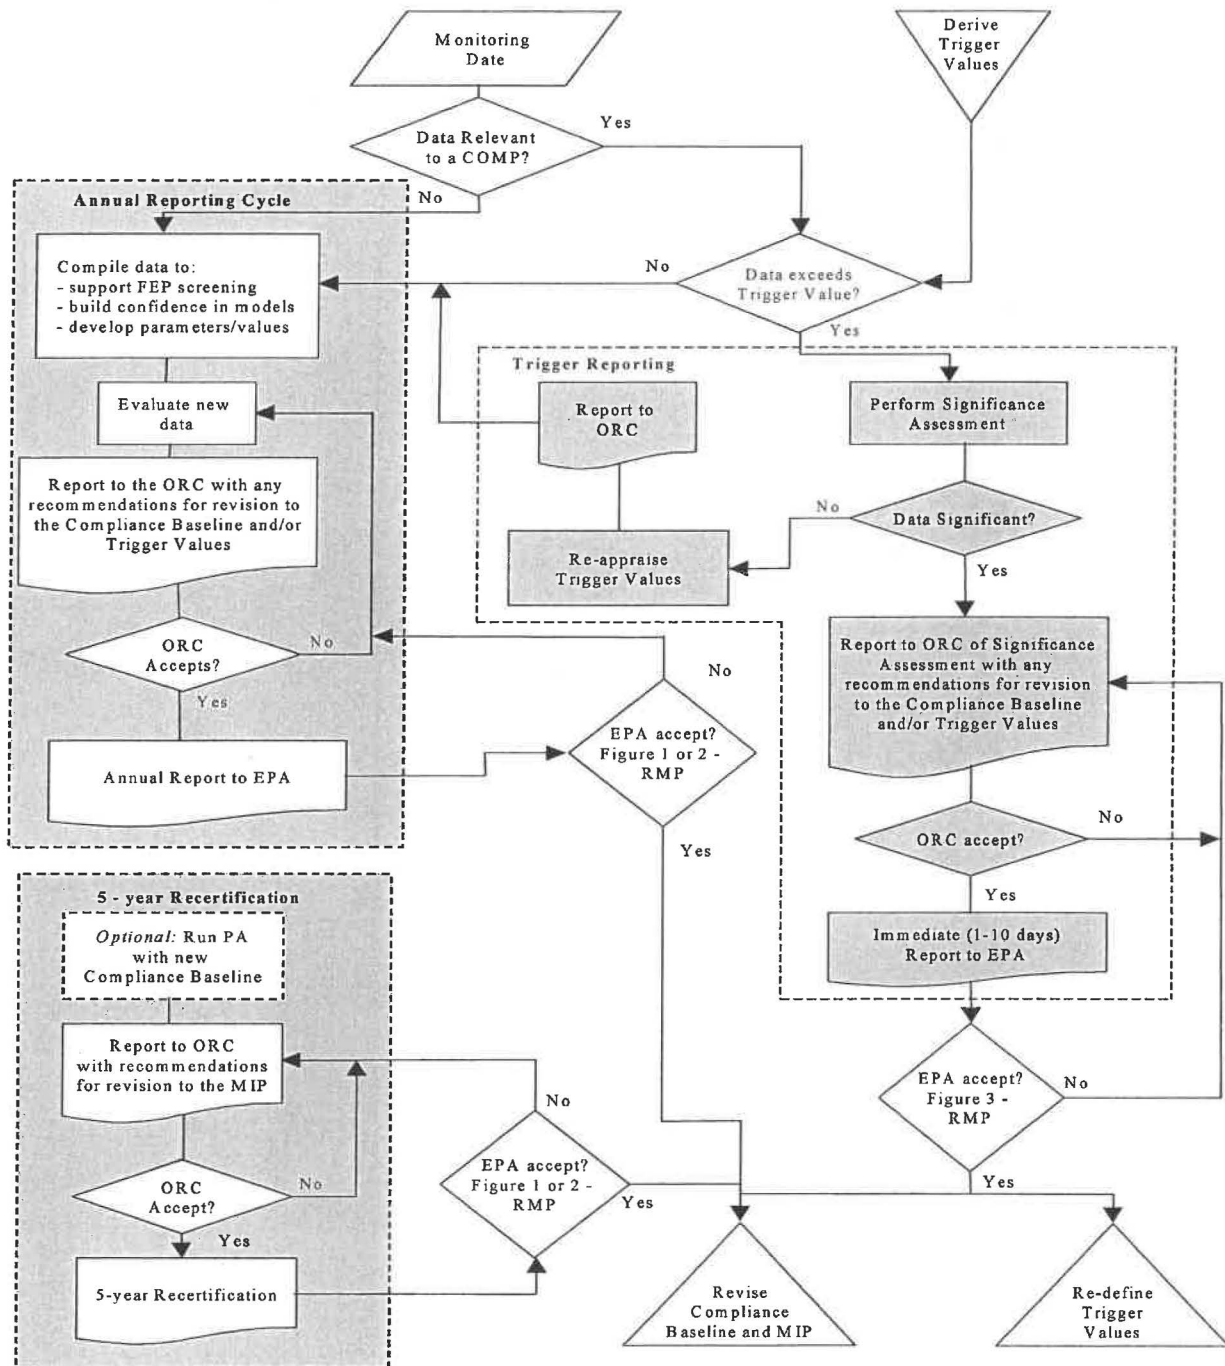 Monitoring
Date
Derive
Trigger
Values
Data Relevant
to a COMP?
Yes
No
Annual Reporting Cycle
Compile data to:
- support FEP screening
- build confidence in models
- develop parameters/values
No
Data exceeds
Trigger Value?
Yes
Trigger Reporting
Report to
ORC
Perform Significance
Assessment
Evaluate new
data
Report to the ORC with any
recommendations for revision to
the Compliance Baseline and/or
Trigger Values
No
Data Significant?
Re-appraise
Trigger Values
Yes
ORC
Accepts?
No
Yes
Report to ORC of Significance
Assessment with any
recommendations for revision
to the Compliance Baseline
and/or Trigger Values
No
EPA accept?
Figure 1 or 2 -
RMP
Annual Report to EPA
Yes
ORC accept?
No
Yes
Immediate (1-10 days)
Report to EPA
5 - year Recertification
Optional: Run PA
with new
Compliance Baseline
Report to ORC
with recommendations
for revision to the MIP
EPA accept?
Figure 3 -
RMP
No
No
EPA accept?
Figure 1 or 2 -
RMP
Yes
Yes
ORC
Accept?
No
Yes
5-year Recertification
Revise
Compliance
Baseline and MIP
Re-define
Trigger
Values